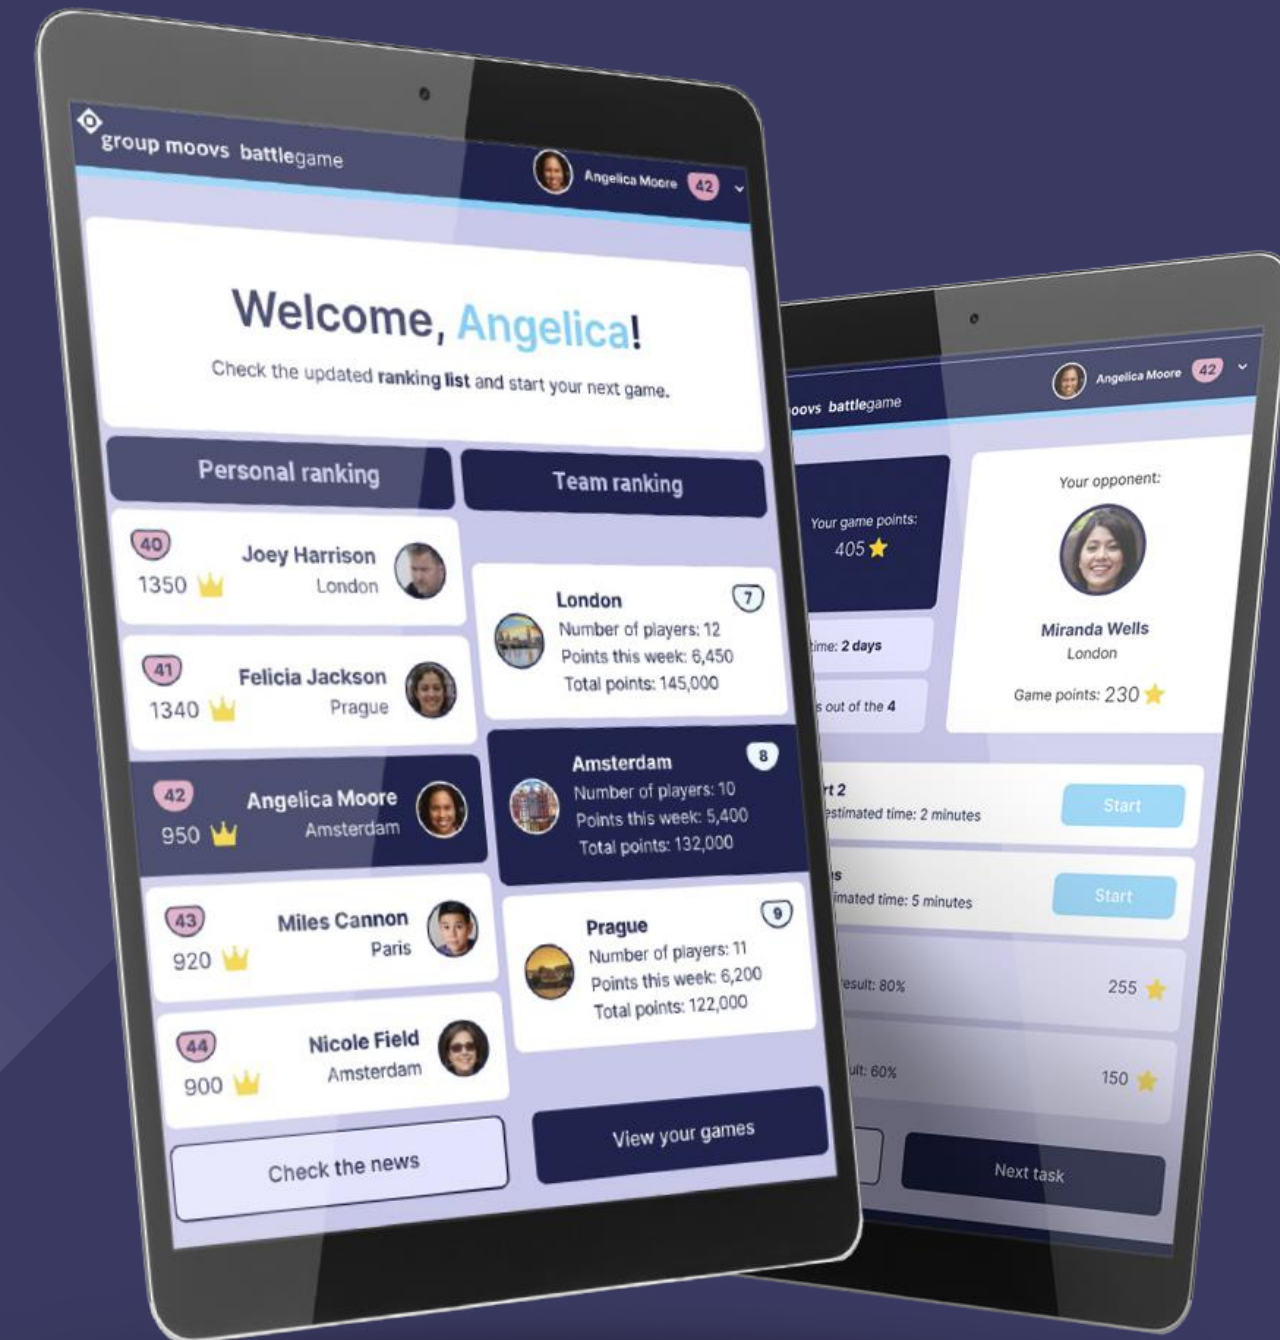 group moovs battlegame
Angelica Moore 42
Welcome, Angelica!
Check the updated ranking list and start your next game.
Personal ranking
Team ranking
40
Joey Harrison
1350
London
41
Felicia Jackson
1340
Prague
42
Angelica Moore
950
Amsterdam
43
Miles Cannon
920
Paris
44
Nicole Field
900
Amsterdam
London 7
Number of players: 12
Points this week: 6,450
Total points: 145,000
Amsterdam 8
Number of players: 10
Points this week: 5,400
Total points: 132,000
Prague 9
Number of players: 11
Points this week: 6,200
Total points: 122,000
Check the news
View your games
oovs battlegame
Angelica Moore 42
Your game points:
405
Your opponent:
Miranda Wells
London
Game points: 230
time: 2 days
s out of the 4
rt 2
estimated time: 2 minutes
Start
imated time: 5 minutes
Start
esult: 80%
255
ult: 60%
150
Next task